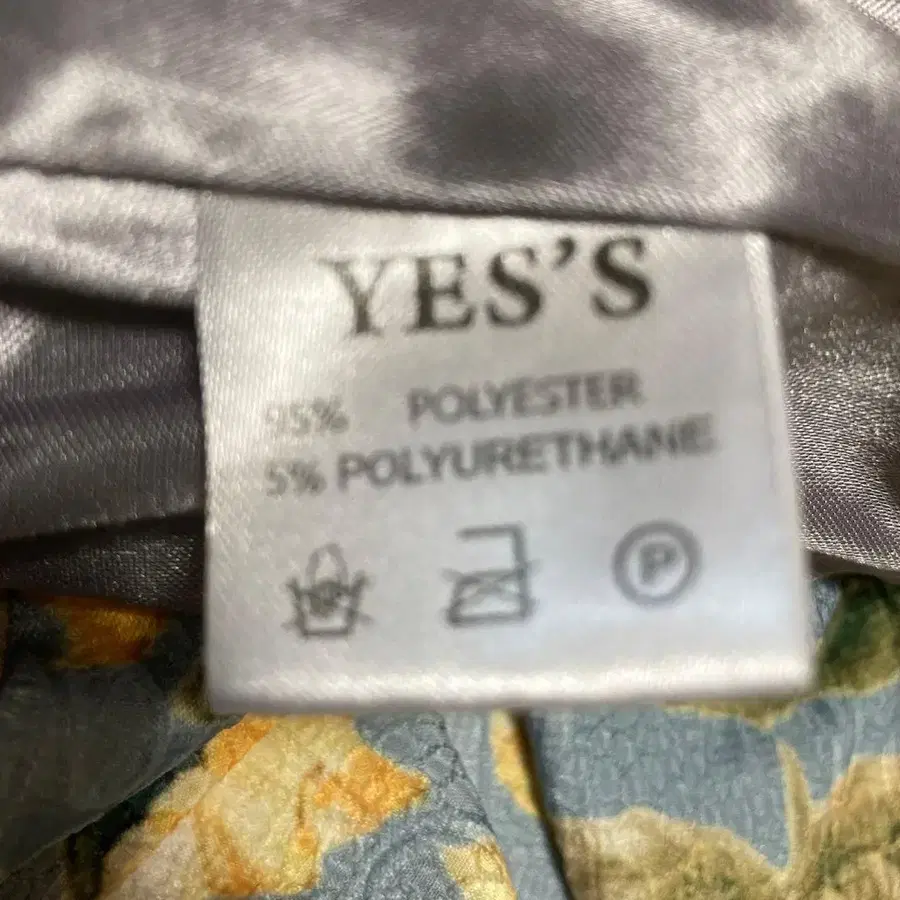 YES'S
95% POLYESTER
5% POLYURETHANE
P